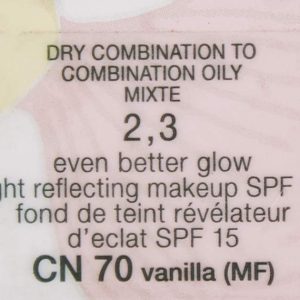 DRY COMBINATION TO
COMBINATION OILY
MIXTE
2,3
even better glow
reflecting makeup SPF
fond de teint révélateur
d'eclat SPF 15
CN 70 vanilla (MF)